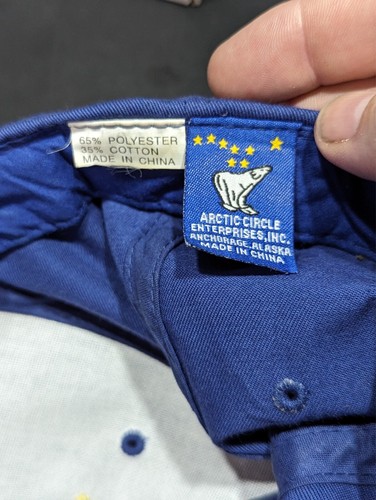 65% POLYESTER
35% COTTON
MADE IN CHINA
ARCTIC CIRCLE
ENTERPRISES, INC.
ANCHORAGE, ALASKA
MADE IN CHINA